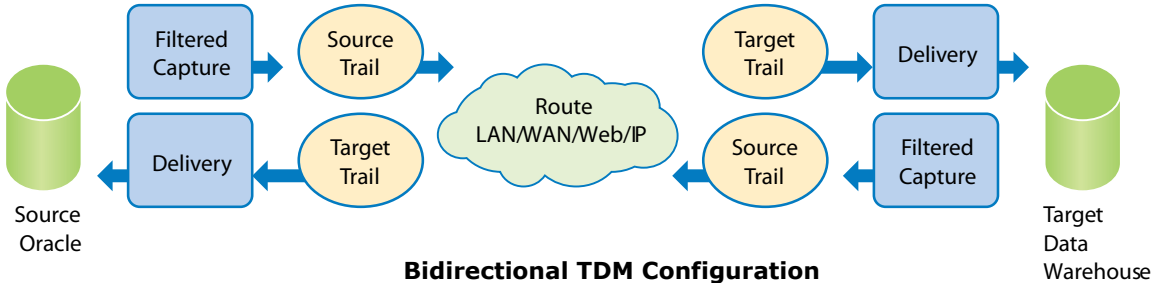 Filtered
Capture
Source
Trail
Target
Trail
Delivery
Route
LAN/WAN/Web/IP
Delivery
Target
Trail
Source
Trail
Filtered
Capture
Source
Oracle
Target
Data
Warehouse
Bidirectional TDM Configuration